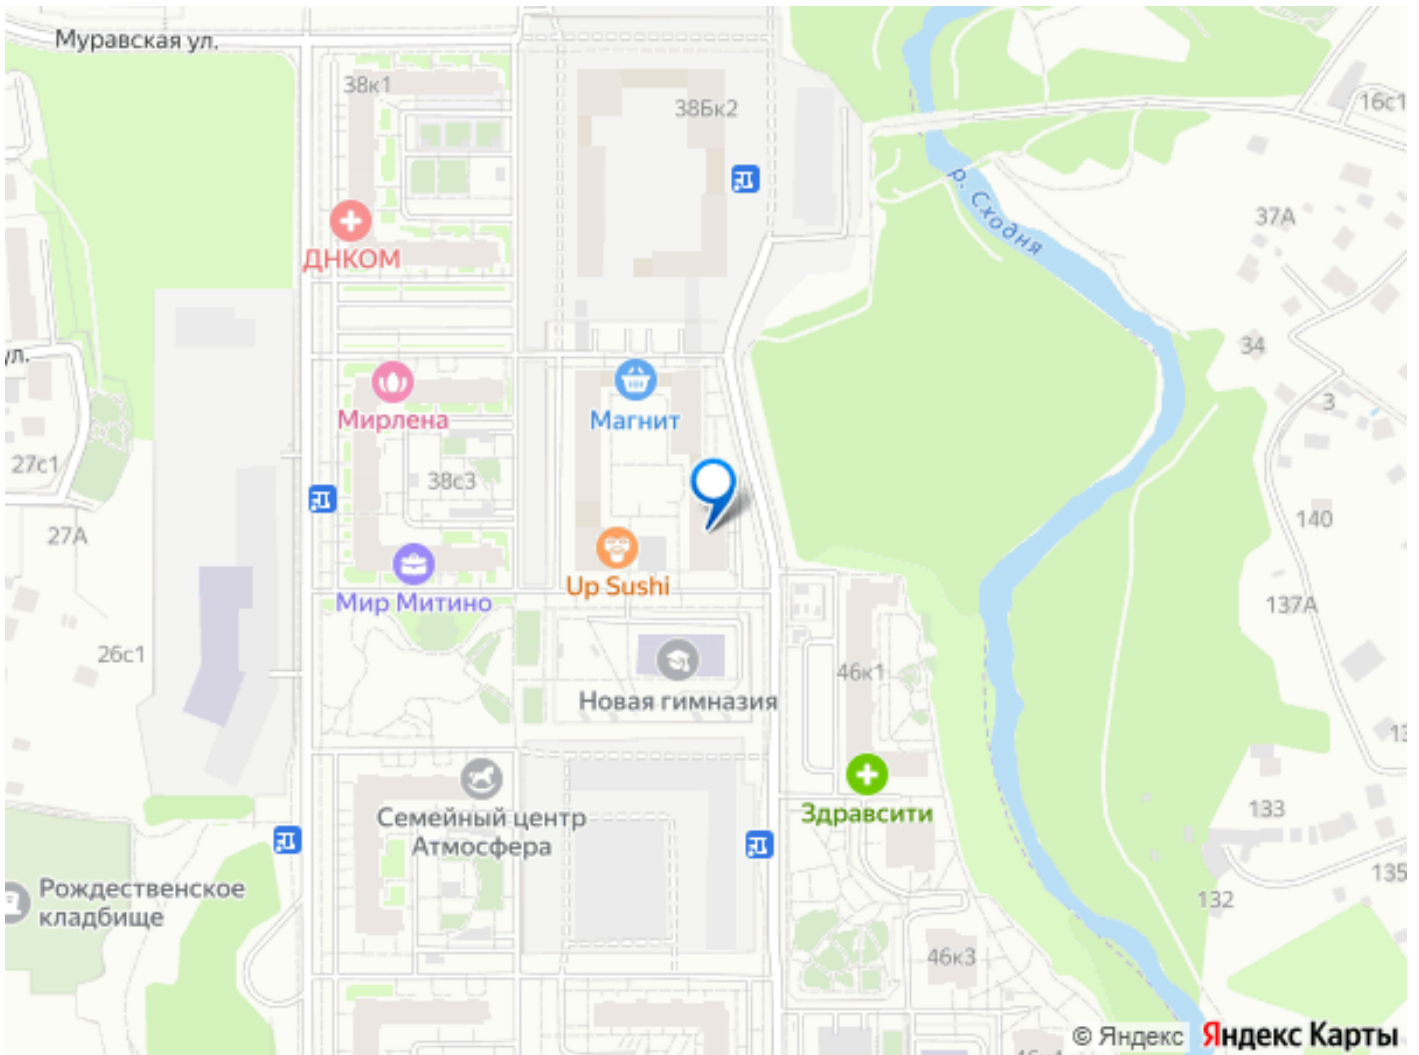 Муравская ул.
38к1
38Бк2
16с1
р. Сходня
37А
ДНКОМ
ул.
34
Мирлена
Магнит
3
27с1
38с3
140
27А
Up Sushi
Мир Митино
137А
26с1
46к1
Новая гимназия
Здравсити
133
Семейный центр
Атмосфера
135
Рождественское
кладбище
132
46к3
© Яндекс
Яндекс Карты